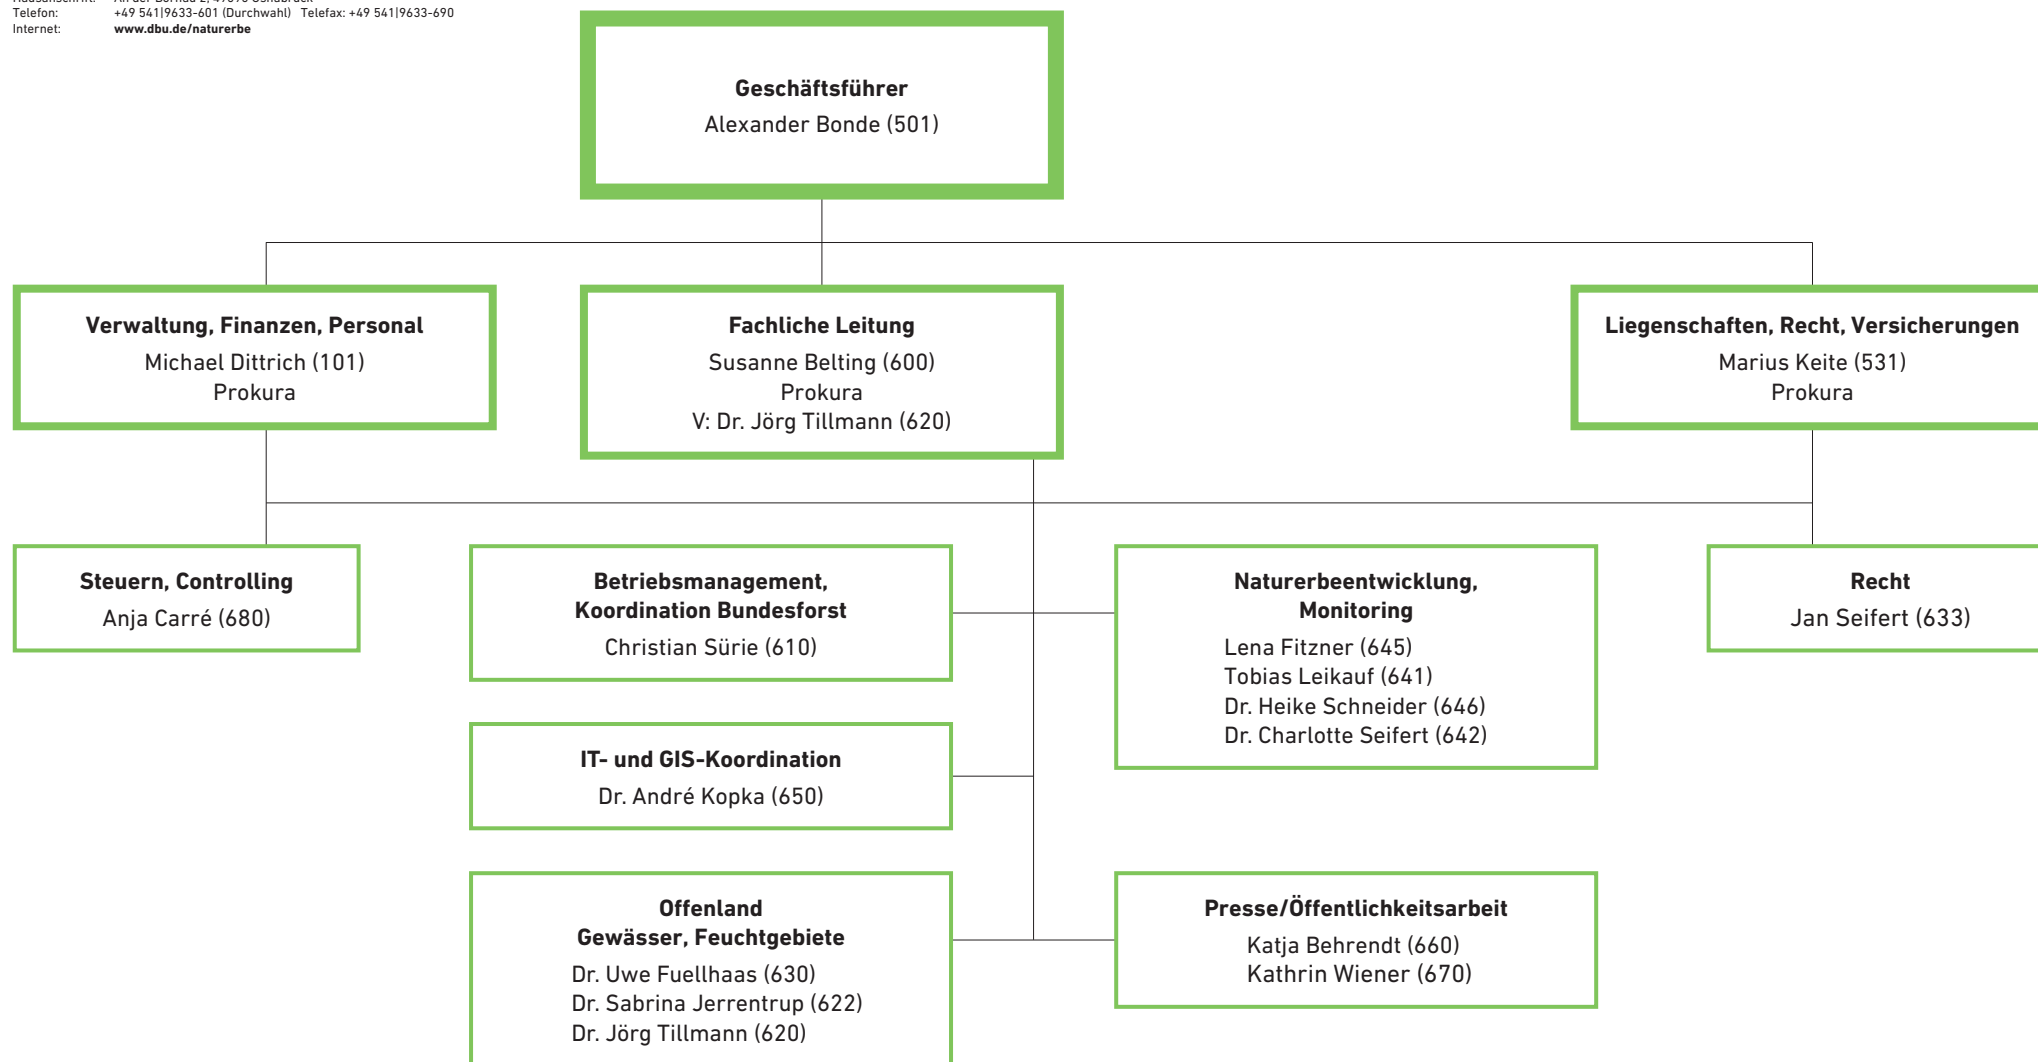 Telefon: +49 541|9633-601 (Durchwahl) Telefax: +49 541|9633-690
Internet: www.dbu.de/naturerbe
Geschäftsführer
Alexander Bonde (501)
Verwaltung, Finanzen, Personal
Michael Dittrich (101)
Prokura
Fachliche Leitung
Susanne Belting (600)
Prokura
V: Dr. Jörg Tillmann (620)
Liegenschaften, Recht, Versicherungen
Marius Keite (531)
Prokura
Steuern, Controlling
Anja Carré (680)
Betriebsmanagement,
Koordination Bundesforst
Christian Sürie (610)
Naturerbeentwicklung,
Monitoring
Lena Fitzner (645)
Tobias Leikauf (641)
Dr. Heike Schneider (646)
Dr. Charlotte Seifert (642)
Recht
Jan Seifert (633)
IT- und GIS-Koordination
Dr. André Kopka (650)
Offenland
Gewässer, Feuchtgebiete
Dr. Uwe Fuellhaas (630)
Dr. Sabrina Jerrentrup (622)
Dr. Jörg Tillmann (620)
Presse/Öffentlichkeitsarbeit
Katja Behrendt (660)
Kathrin Wiener (670)